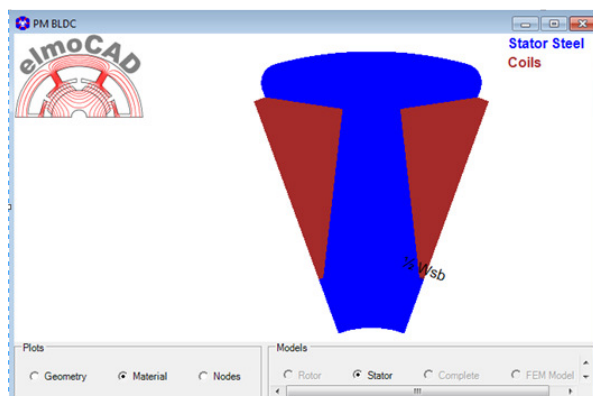 PM BLDC
elmoCAD
Stator Steel
Coils
½ Wsb
Plots
Geometry
Material
Nodes
Models
Rotor
Stator
Complete
FEM Model